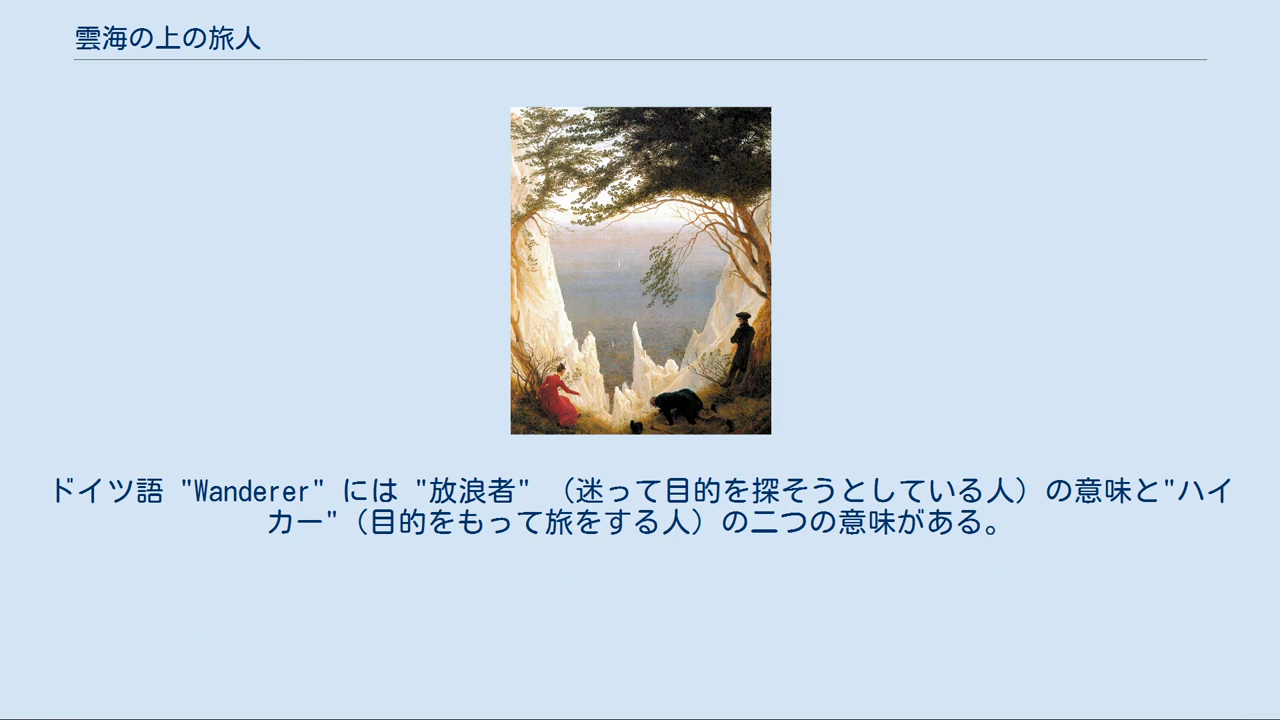 雲海の上の旅人
ドイツ語 "Wanderer" には "放浪者" （迷って目的を探そうとしている人）の意味と"ハイ
カー"（目的をもって旅をする人）の二つの意味がある。